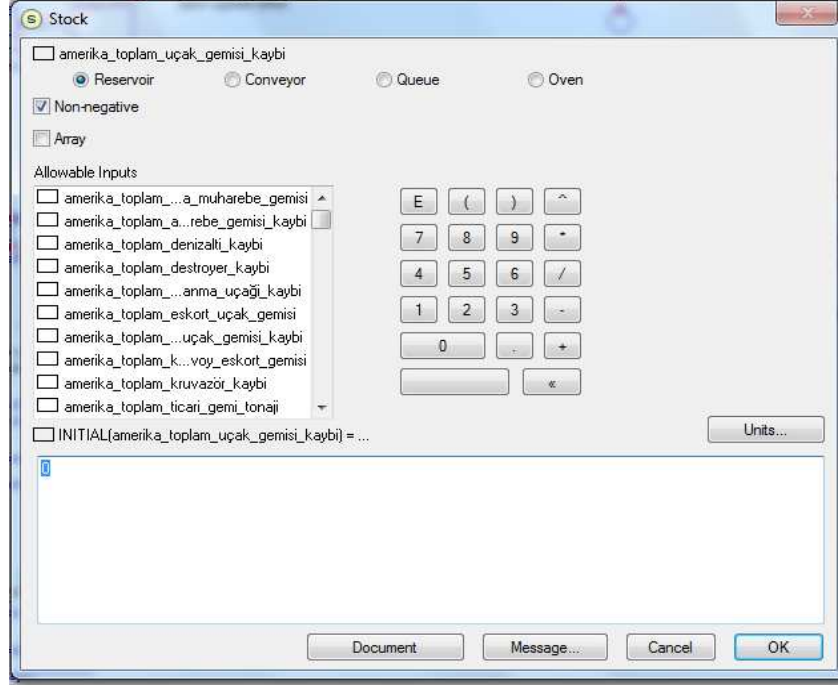 S Stock
amerika_toplam_uçak_gemisi_kaybi
Reservoir Conveyor Queue Oven
Non-negative
Array
Allowable Inputs
amerika_toplam_...a_muharebe_gemisi
amerika_toplam_a...rebe_gemisi_kaybi
amerika_toplam_denizalti_kaybi
amerika_toplam_destroyer_kaybi
amerika_toplam_...anma_uçaği_kaybi
amerika_toplam_eskort_uçak_gemisi
amerika_toplam_...uçak_gemisi_kaybi
amerika_toplam_k...voy_eskort_gemisi
amerika_toplam_kruvazör_kaybi
amerika_toplam_ticari_gemi_tonaji
E ( ) ^
7 8 9 *
4 5 6 /
1 2 3 -
0 . +
«
Units...
INITIAL(amerika_toplam_uçak_gemisi_kaybi) = ...
0
Document Message... Cancel OK